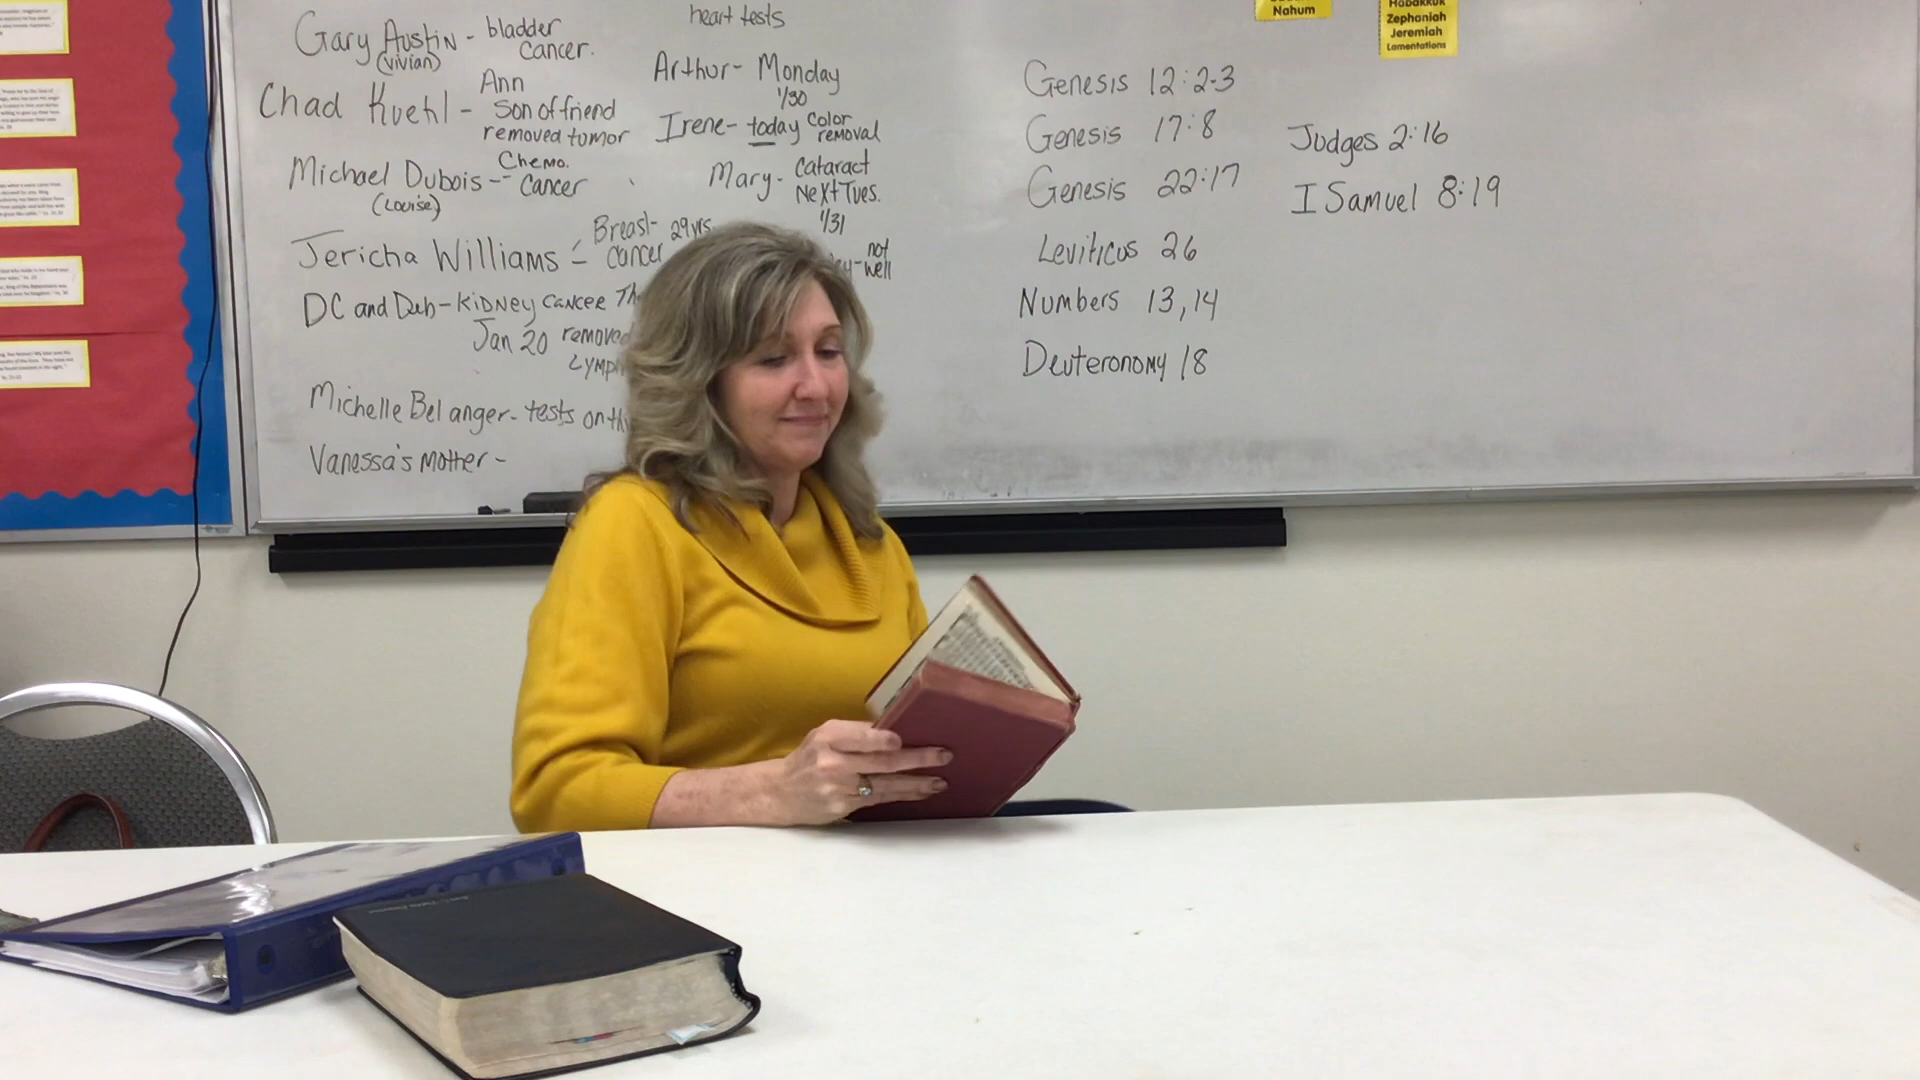 Gary Austin - bladder
(vivian) cancer.
Chad Kuehl - Ann
Son of friend
removed tumor
Michael Dubois -- Chemo.
(Louise) Cancer
Jericha Williams - Breast 29yrs
cancer
DC and Deb - KIDNEY CANCER
Jan 20 removed
Michelle Belanger - tests on
Vanessa's mother -
heart tests
Arthur - Monday
1/30
Irene - today Color
removal
Mary - Cataract
Next Tues.
1/31
not
well
Genesis 12:2-3
Genesis 17:8
Genesis 22:17
Leviticus 26
Numbers 13, 14
Deuteronomy 18
Judges 2:16
I Samuel 8:19
Nahum
Habakkuk
Zephaniah
Jeremiah
Lamentations